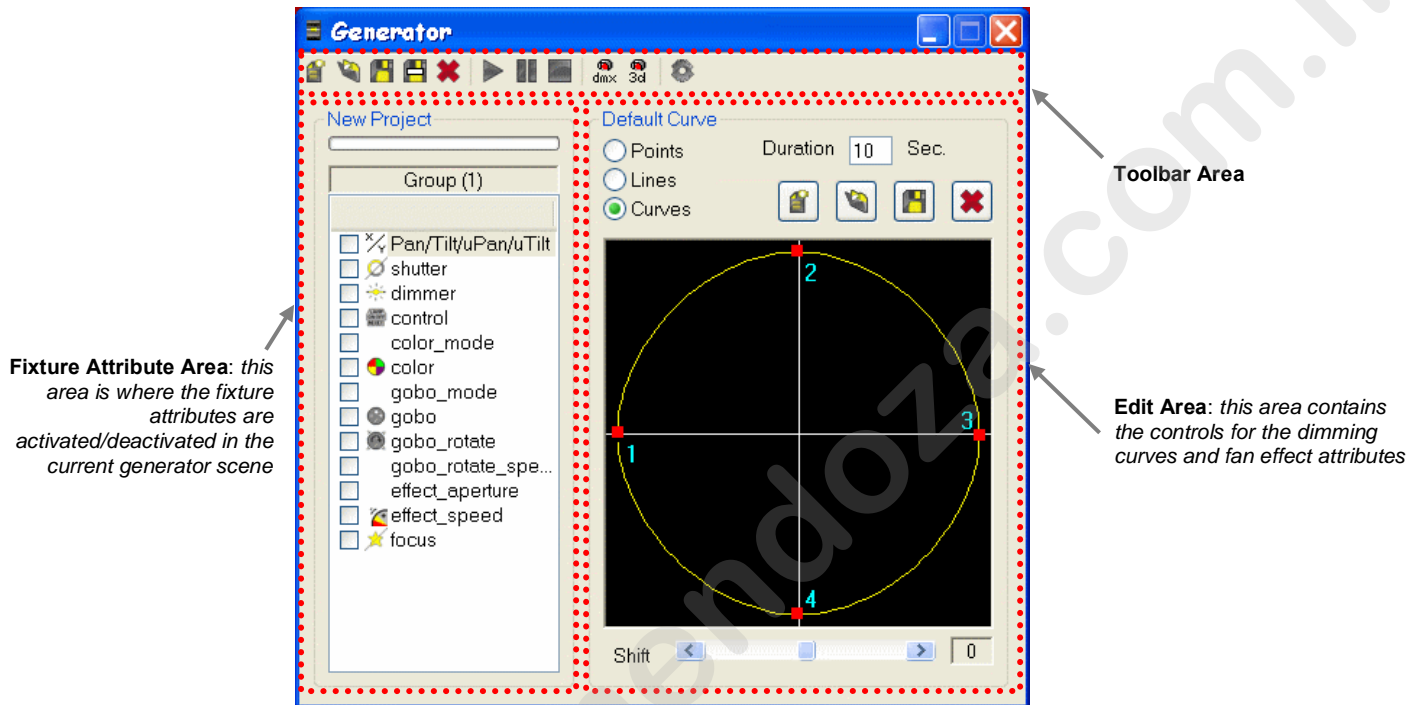 Generator
dmx 3d
New Project
Group (1)
Pan/Tilt/uPan/uTilt
shutter
dimmer
control
color_mode
color
gobo_mode
gobo
gobo_rotate
gobo_rotate_spe...
effect_aperture
effect_speed
focus
Default Curve
Points
Lines
Curves
Duration 10 Sec.
2
3
1
4
Shift 0
Toolbar Area
Fixture Attribute Area: this
area is where the fixture
attributes are
activated/deactivated in the
current generator scene
Edit Area: this area contains
the controls for the dimming
curves and fan effect attributes
endoza.com.